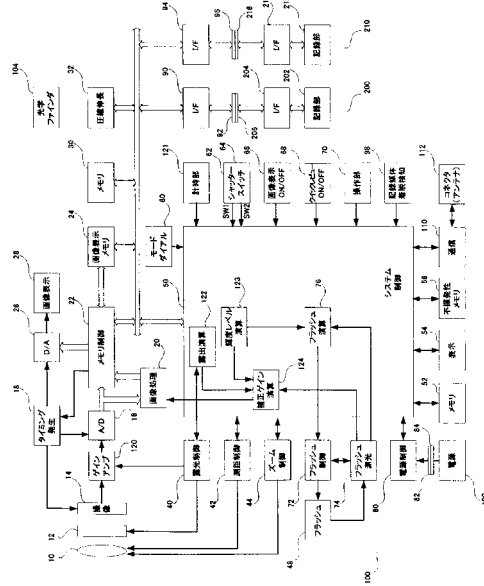 104
光学
ファインダ
32
圧縮伸長
30
メモリ
24
画像表示
メモリ
28
画像表示
26
D/A
22
メモリ制御
18
タイミング
発生
16
A/D
20
画像処理
120
ゲイン
アンプ
14
撮像
12
10
94
I/F
96
90
I/F
92
206
204
I/F
202
記録部
200
記録部
210
121
計時部
62
シャッター
スイッチ
64
SW1
SW2
66
画像表示
ON/OFF
68
クイックレビュー
ON/OFF
70
操作部
98
記録媒体
着脱検知
60
モード
ダイアル
50
システム
制御
122
露出演算
123
輝度レベル
演算
124
補正ゲイン
演算
76
フラッシュ
演算
40
露光制御
42
測距制御
44
ズーム
制御
72
フラッシュ
制御
48
フラッシュ
74
フラッシュ
調光
80
電源制御
82
84
電源
100
52
メモリ
54
表示
56
不揮発性
メモリ
110
通信
112
コネクタ
(アンテナ)